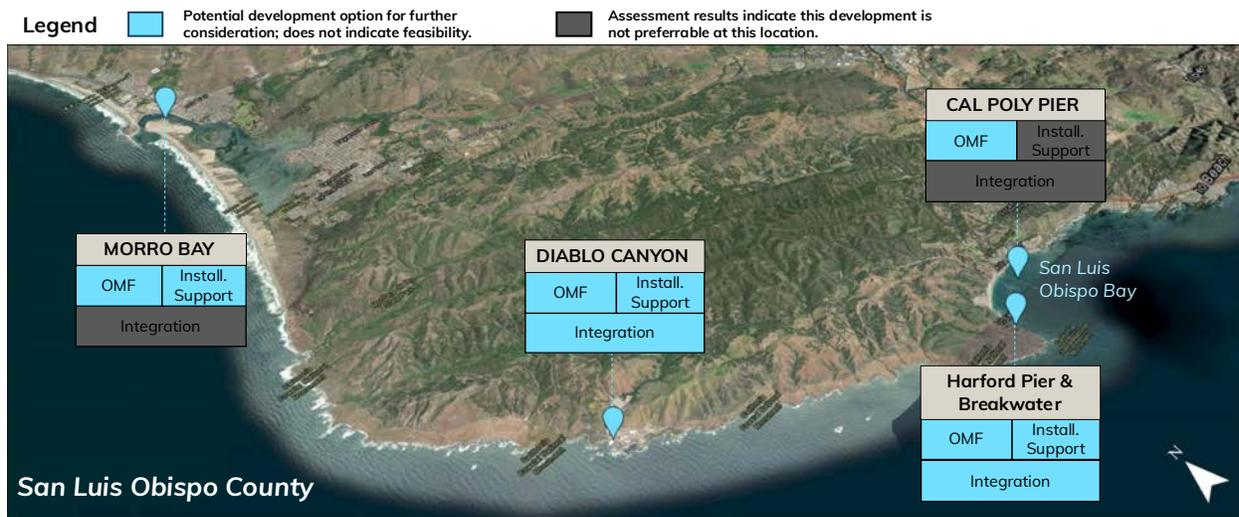 Legend
Potential development option for further
consideration; does not indicate feasibility.
Assessment results indicate this development is
not preferrable at this location.
CAL POLY PIER
OMF
Install.
Support
Integration
MORRO BAY
OMF
Install.
Support
Integration
DIABLO CANYON
OMF
Install.
Support
Integration
San Luis
Obispo Bay
Harford Pier &
Breakwater
OMF
Install.
Support
Integration
San Luis Obispo County
N